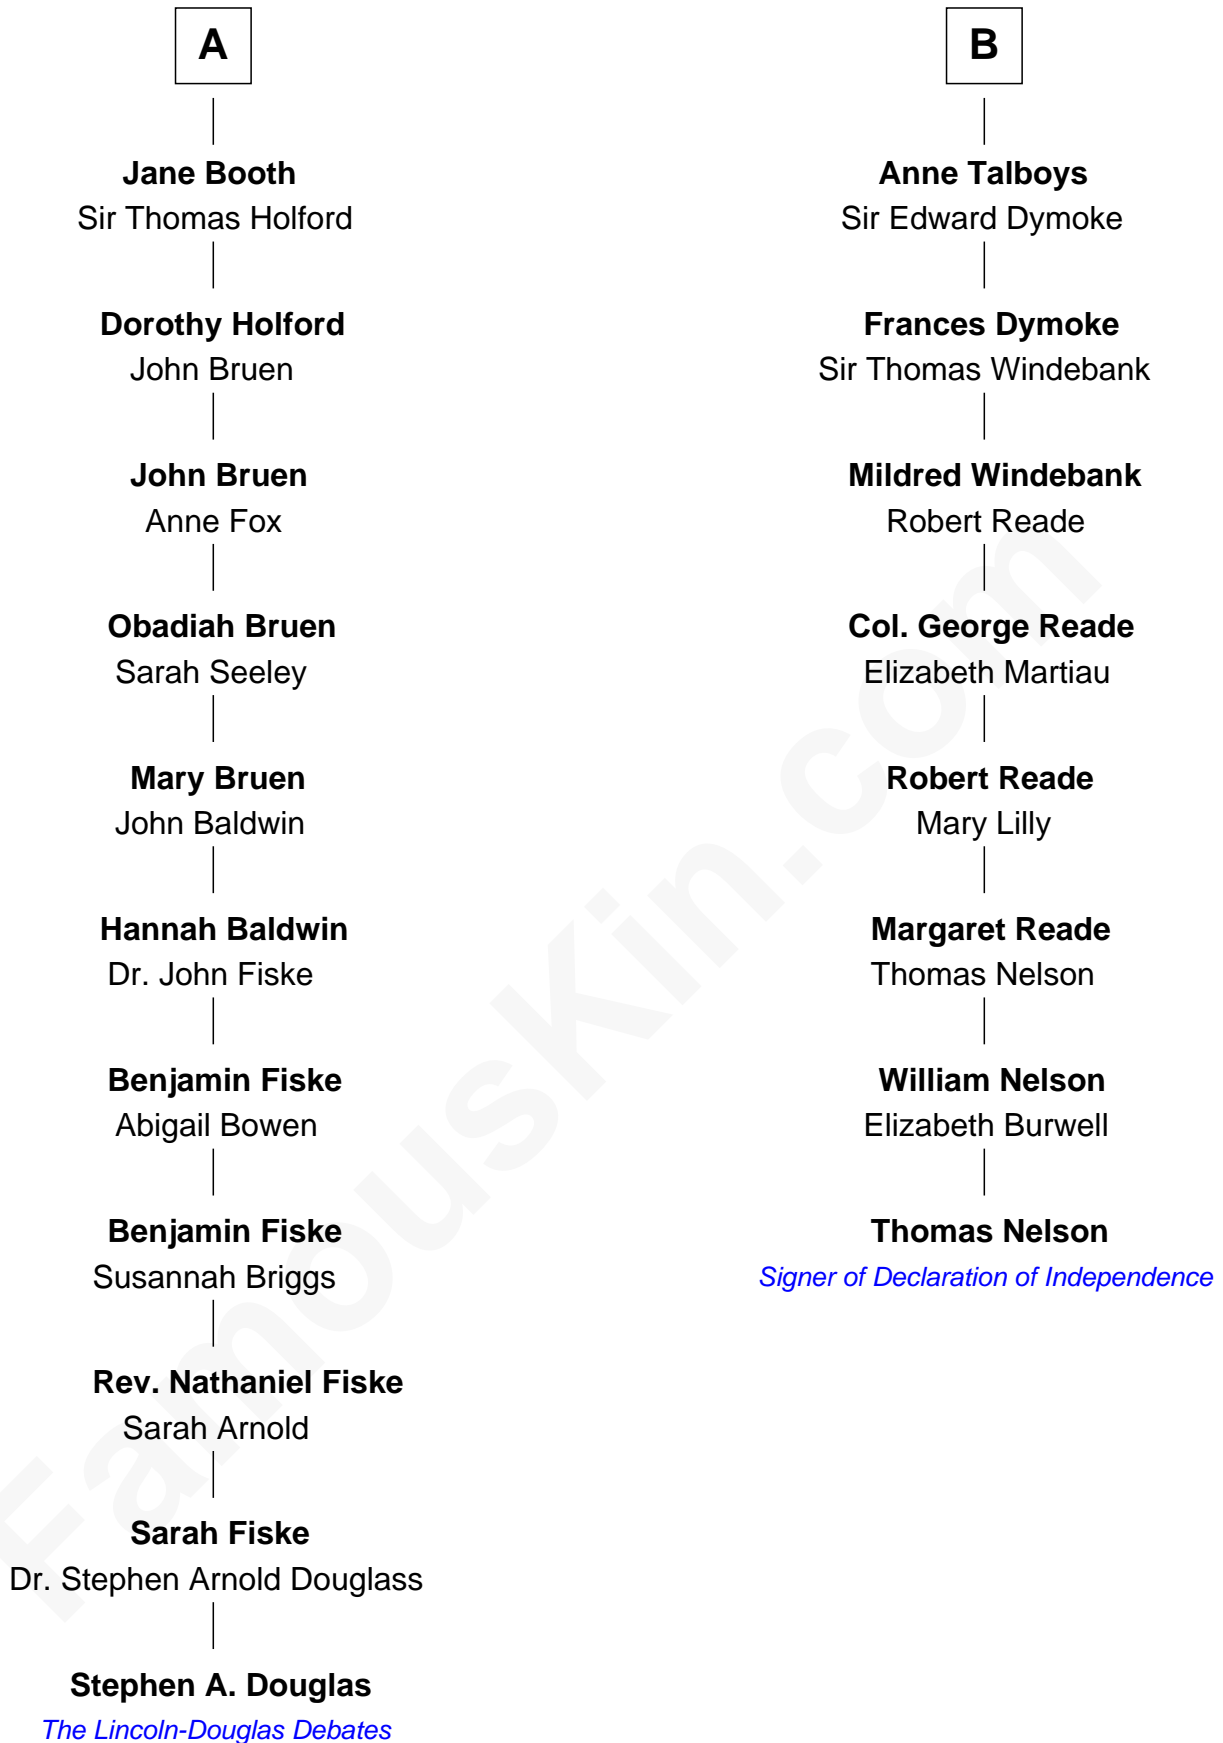 A
Jane Booth
Sir Thomas Holford
Dorothy Holford
John Bruen
John Bruen
Anne Fox
Obadiah Bruen
Sarah Seeley
Mary Bruen
John Baldwin
Hannah Baldwin
Dr. John Fiske
Benjamin Fiske
Abigail Bowen
Benjamin Fiske
Susannah Briggs
Rev. Nathaniel Fiske
Sarah Arnold
Sarah Fiske
Dr. Stephen Arnold Douglass
Stephen A. Douglas
The Lincoln-Douglas Debates
B
Anne Talboys
Sir Edward Dymoke
Frances Dymoke
Sir Thomas Windebank
Mildred Windebank
Robert Reade
Col. George Reade
Elizabeth Martiau
Robert Reade
Mary Lilly
Margaret Reade
Thomas Nelson
William Nelson
Elizabeth Burwell
Thomas Nelson
Signer of Declaration of Independence
FamousKin.com